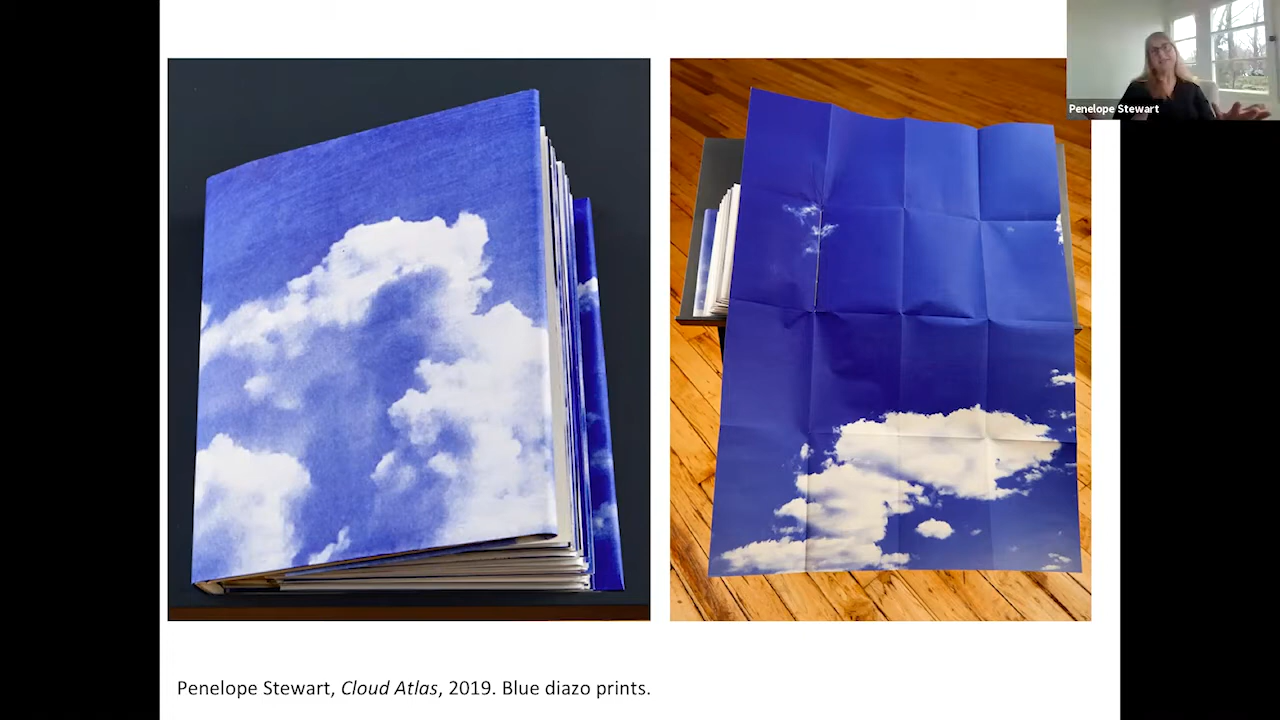 Penelope Stewart
Penelope Stewart, Cloud Atlas, 2019. Blue diazo prints.